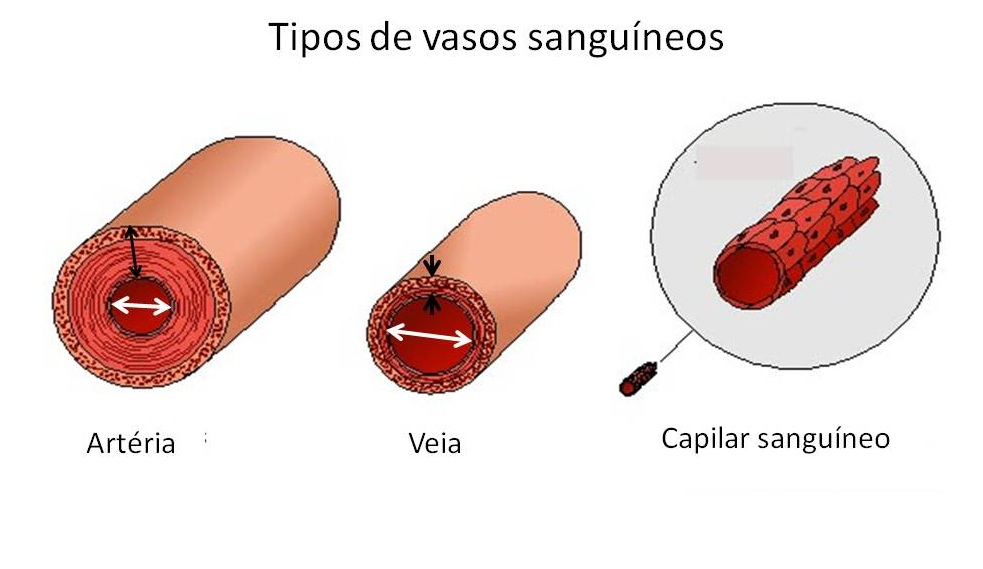 Tipos de vasos sanguíneos
Artéria
Veia
Capilar sanguíneo